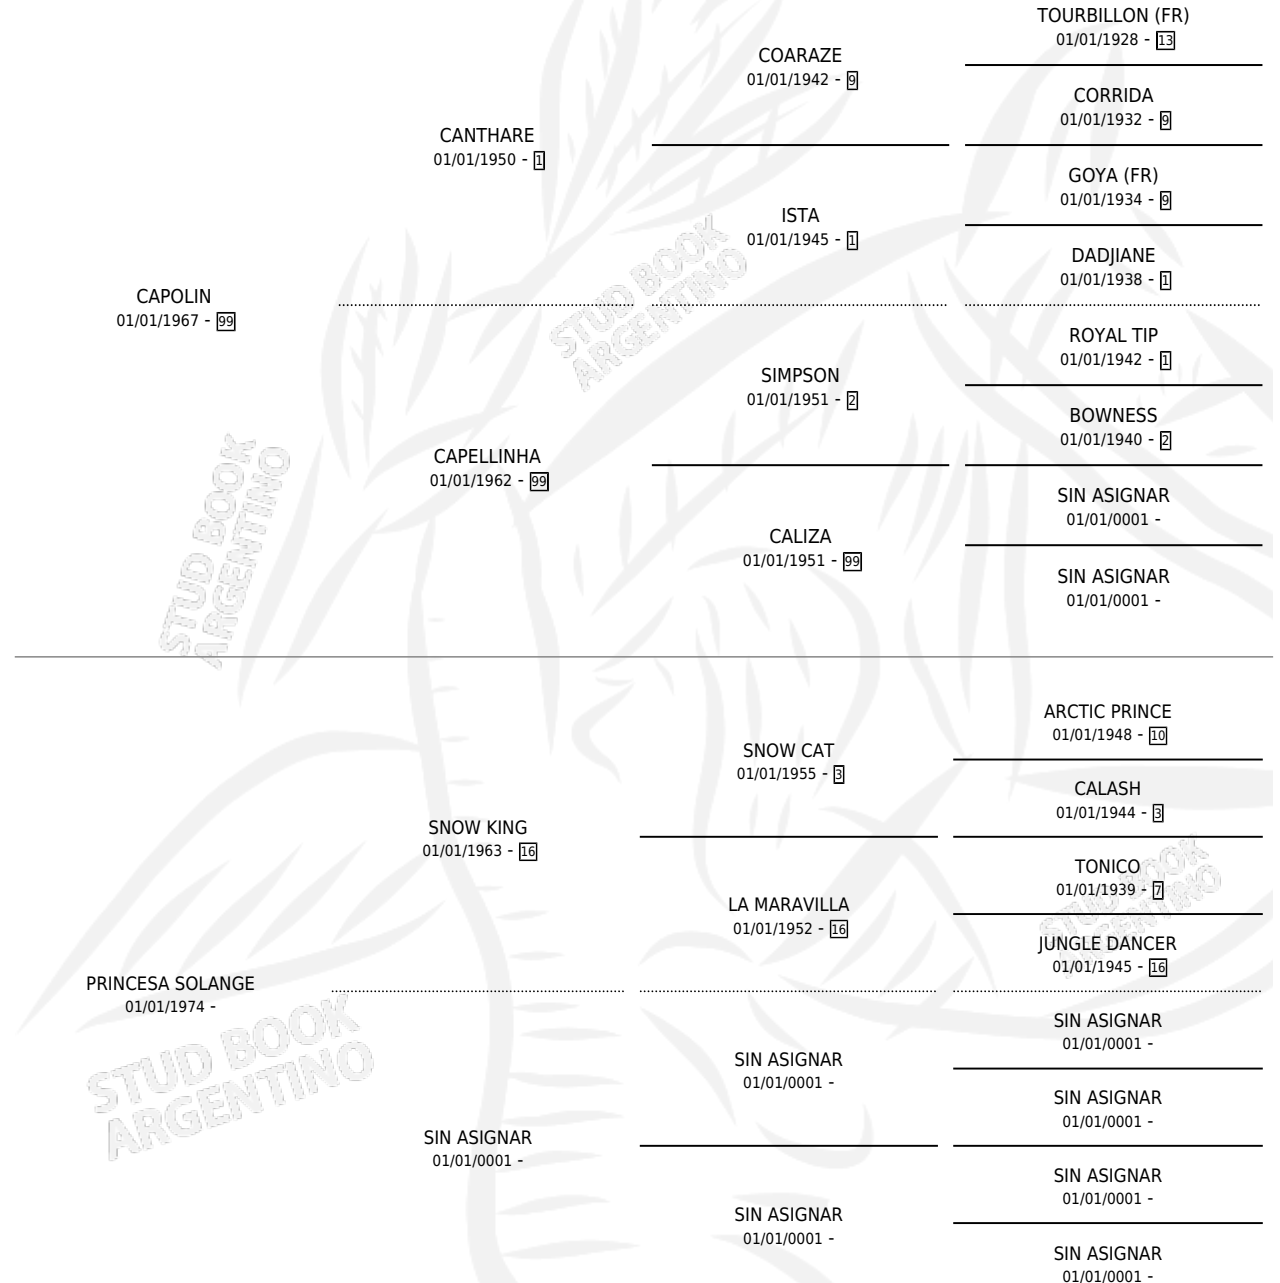 TOURBILLON (FR)
01/01/1928 - 13
COARAZE
01/01/1942 - 9
CORRIDA
01/01/1932 - 9
CANTHARE
01/01/1950 - 1
GOYA (FR)
01/01/1934 - 9
ISTA
01/01/1945 - 1
DADJIANE
01/01/1938 - 1
CAPOLIN
01/01/1967 - 99
STUD BOOK
ARGENTINO
ROYAL TIP
01/01/1942 - 1
SIMPSON
01/01/1951 - 2
BOWNESS
01/01/1940 - 2
CAPELLINHA
01/01/1962 - 99
SIN ASIGNAR
01/01/0001 -
CALIZA
01/01/1951 - 99
SIN ASIGNAR
01/01/0001 -
STUD BOOK
ARGENTINO
ARCTIC PRINCE
01/01/1948 - 10
SNOW CAT
01/01/1955 - 3
CALASH
01/01/1944 - 3
SNOW KING
01/01/1963 - 16
TONICO
01/01/1939 - 7
STUD BOOK
ARGENTINO
LA MARAVILLA
01/01/1952 - 16
JUNGLE DANCER
01/01/1945 - 16
PRINCESA SOLANGE
01/01/1974 -
SIN ASIGNAR
01/01/0001 -
STUD BOOK
ARGENTINO
SIN ASIGNAR
01/01/0001 -
SIN ASIGNAR
01/01/0001 -
SIN ASIGNAR
01/01/0001 -
SIN ASIGNAR
01/01/0001 -
SIN ASIGNAR
01/01/0001 -
SIN ASIGNAR
01/01/0001 -